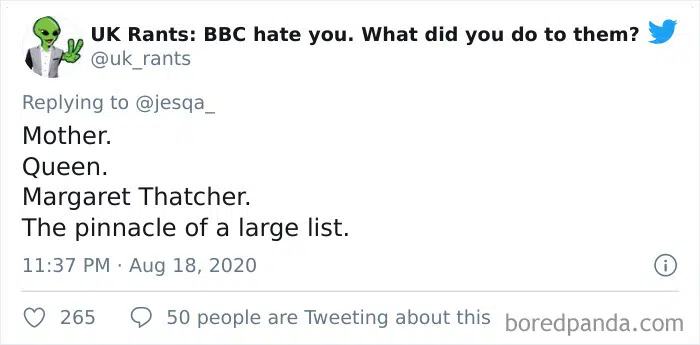 UK Rants: BBC hate you. What did you do to them?
@uk_rants
Replying to @jesqa_
Mother.
Queen.
Margaret Thatcher.
The pinnacle of a large list.
11:37 PM · Aug 18, 2020
265 50 people are Tweeting about this
boredpanda.com